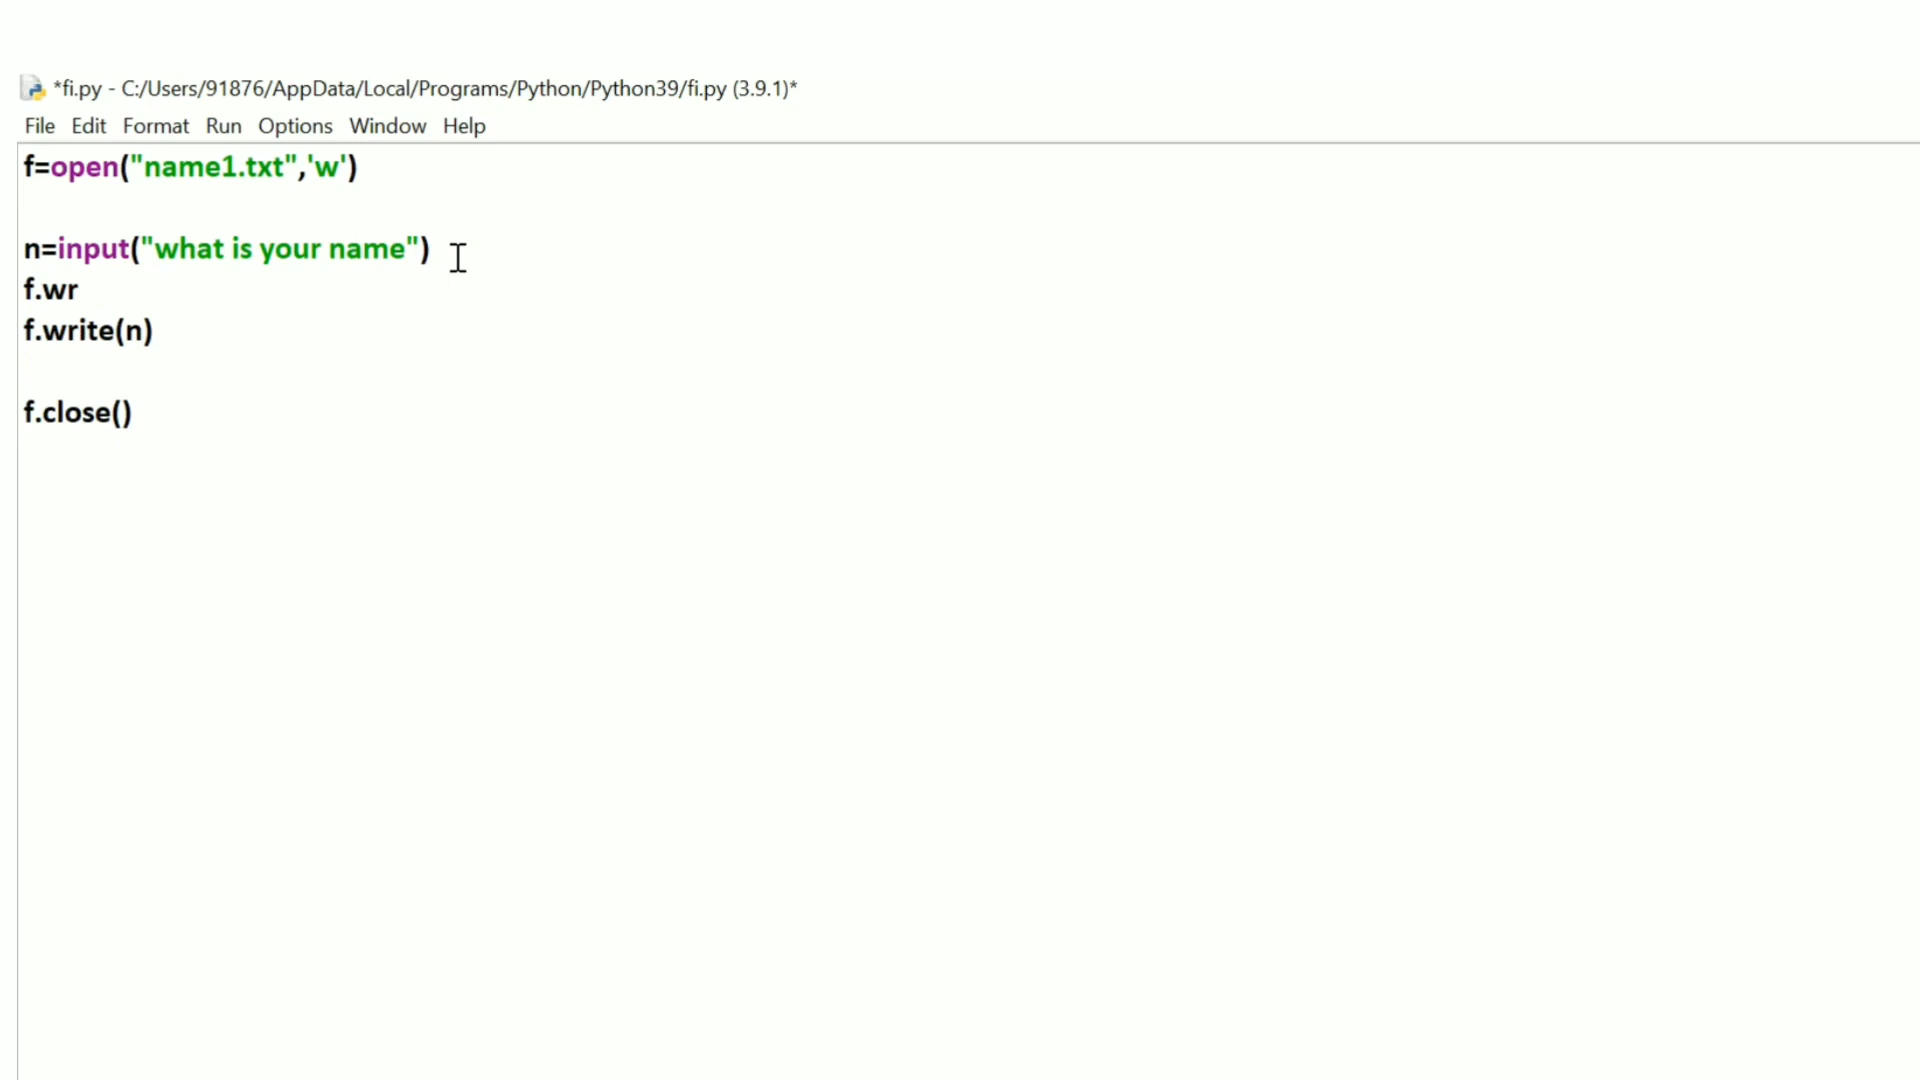 *fi.py - C:/Users/91876/AppData/Local/Programs/Python/Python39/fi.py (3.9.1)*
File Edit Format Run Options Window Help
f=open("name1.txt",'w')
n=input("what is your name")
f.wr
f.write(n)
f.close()